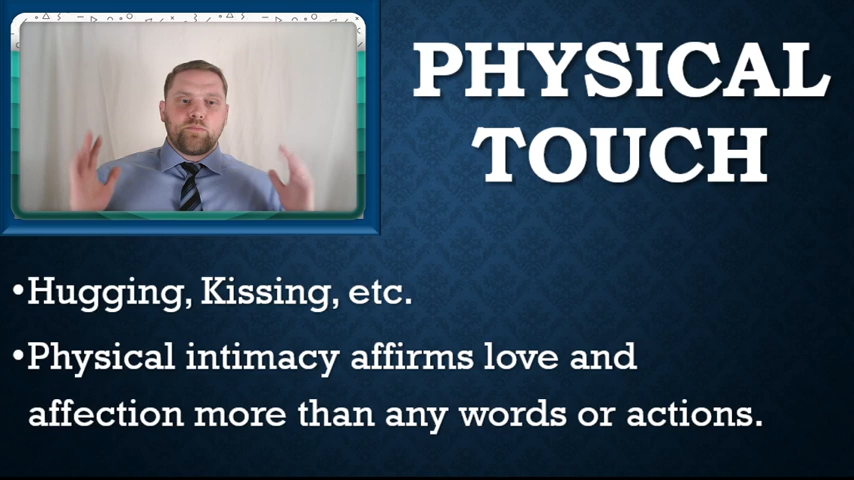 PHYSICAL
TOUCH
•Hugging, Kissing, etc.
•Physical intimacy affirms love and
affection more than any words or actions.